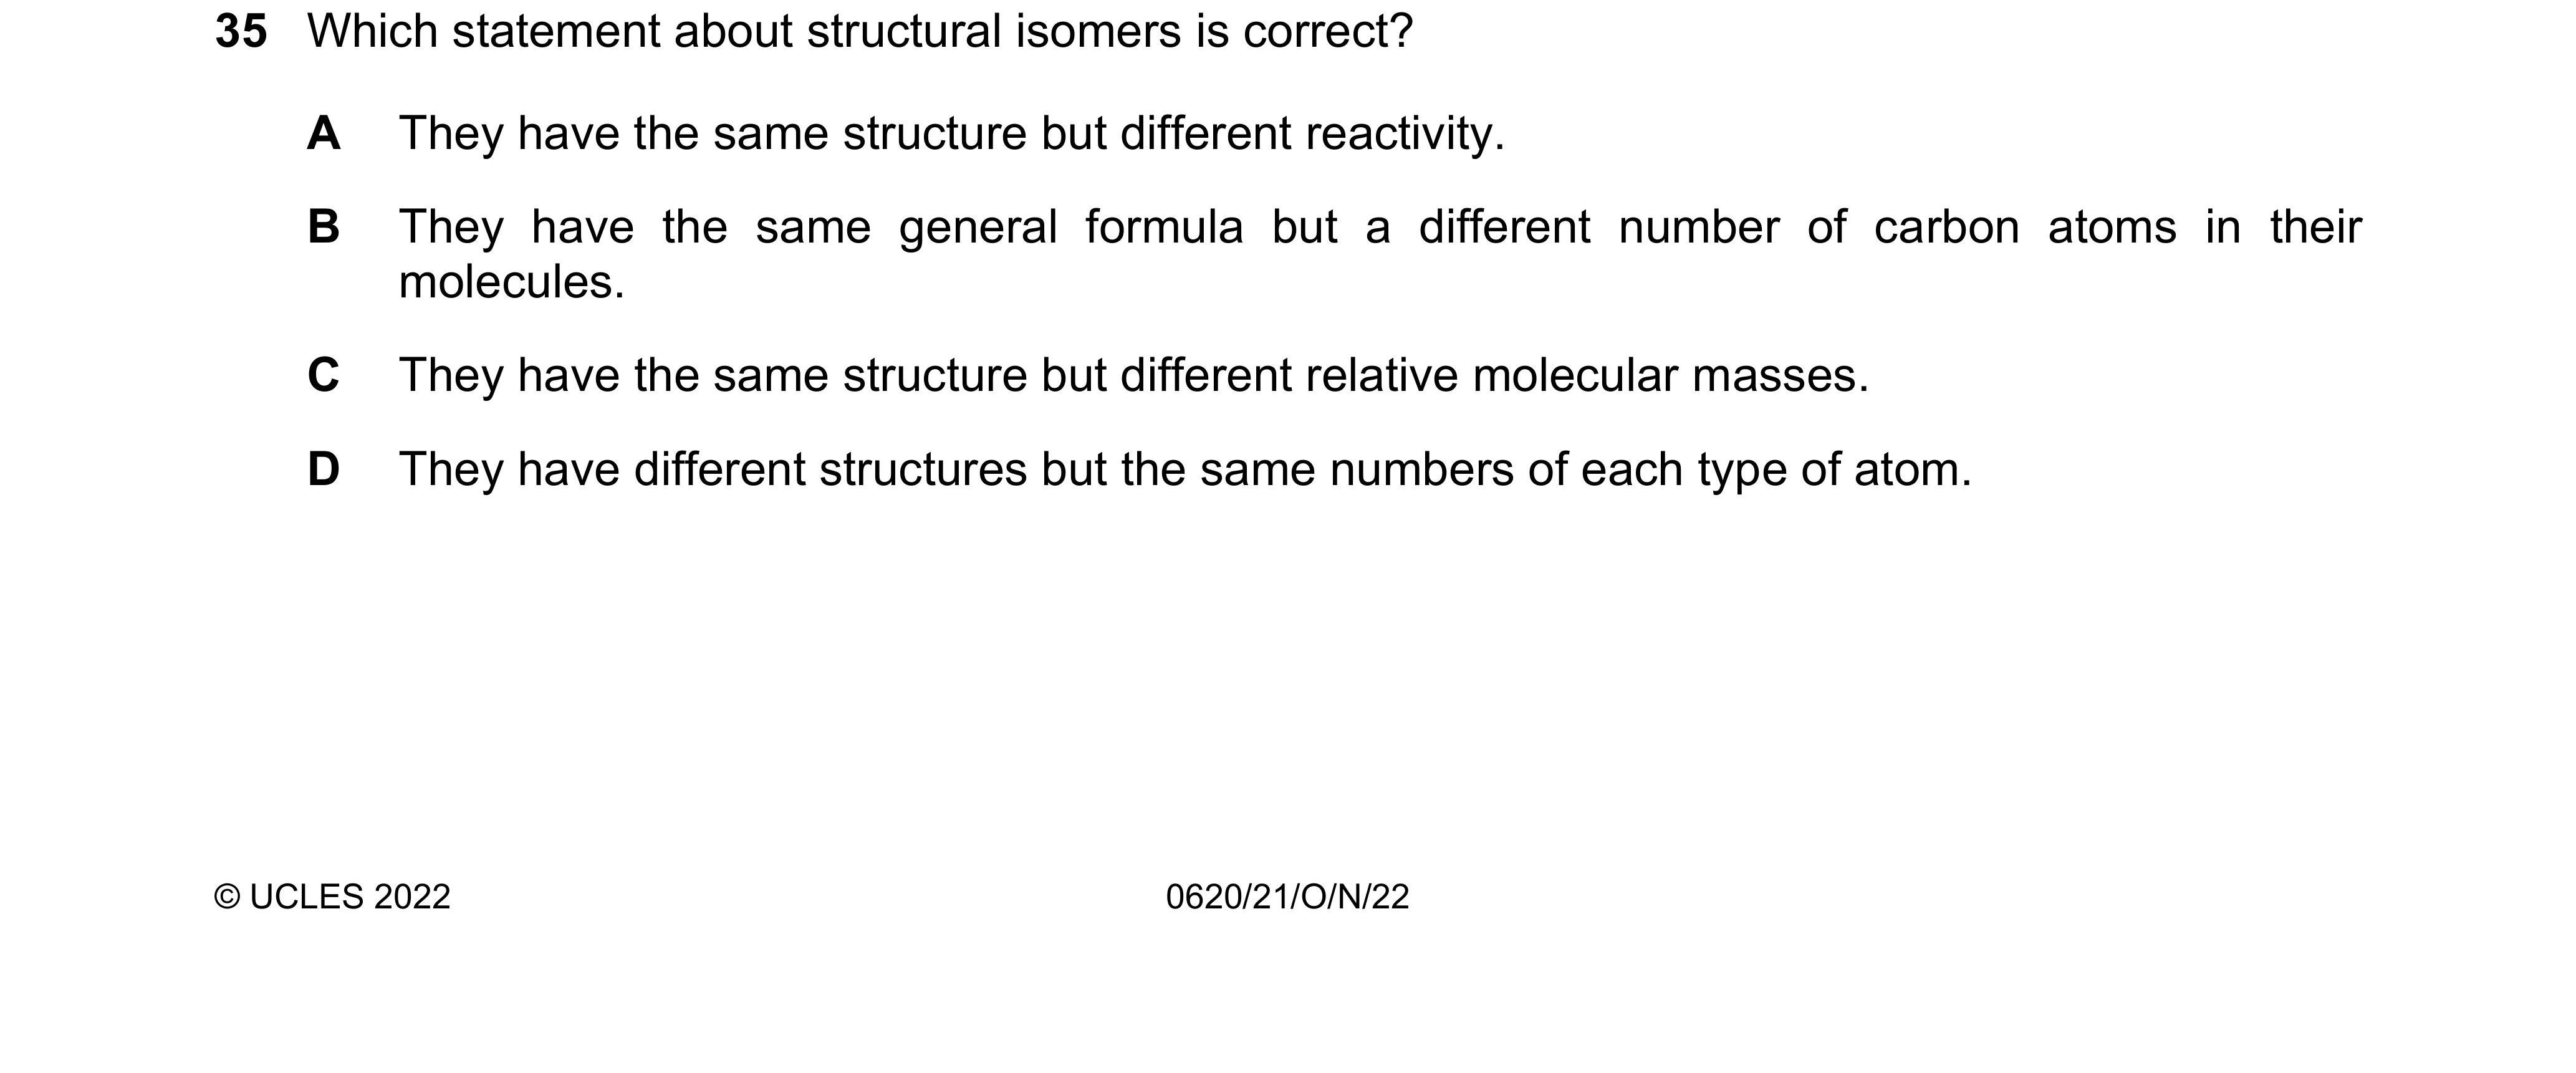 35 Which statement about structural isomers is correct?
A They have the same structure but different reactivity.
B They have the same general formula but a different number of carbon atoms in their
molecules.
C They have the same structure but different relative molecular masses.
D They have different structures but the same numbers of each type of atom.
© UCLES 2022 0620/21/O/N/22